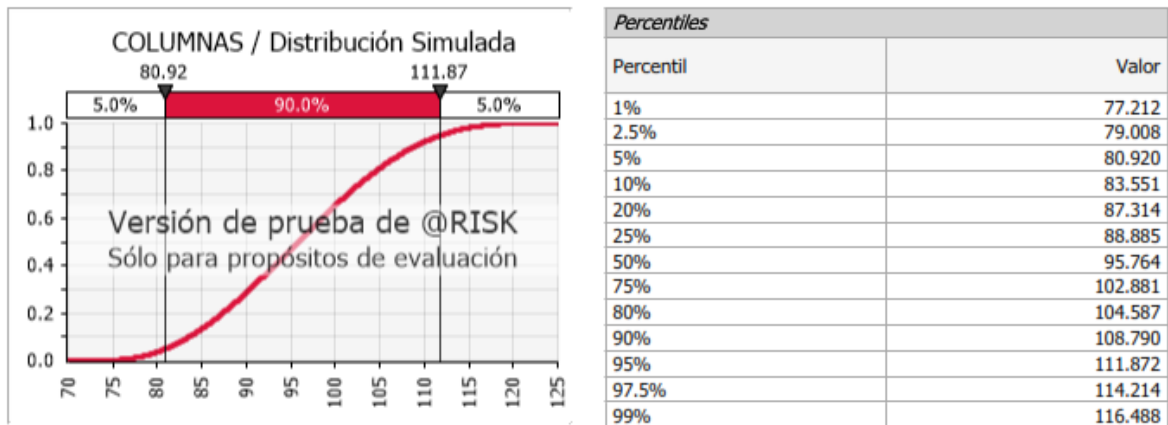 COLUMNAS / Distribución Simulada
80.92 111.87
5.0% 90.0% 5.0%
1.0
0.8
0.6
0.4
0.2
0.0
Versión de prueba de @RISK
Sólo para propósitos de evaluación
70 75 80 85 90 95 100 105 110 115 120 125
Percentiles
Percentil Valor
1% 77.212
2.5% 79.008
5% 80.920
10% 83.551
20% 87.314
25% 88.885
50% 95.764
75% 102.881
80% 104.587
90% 108.790
95% 111.872
97.5% 114.214
99% 116.488